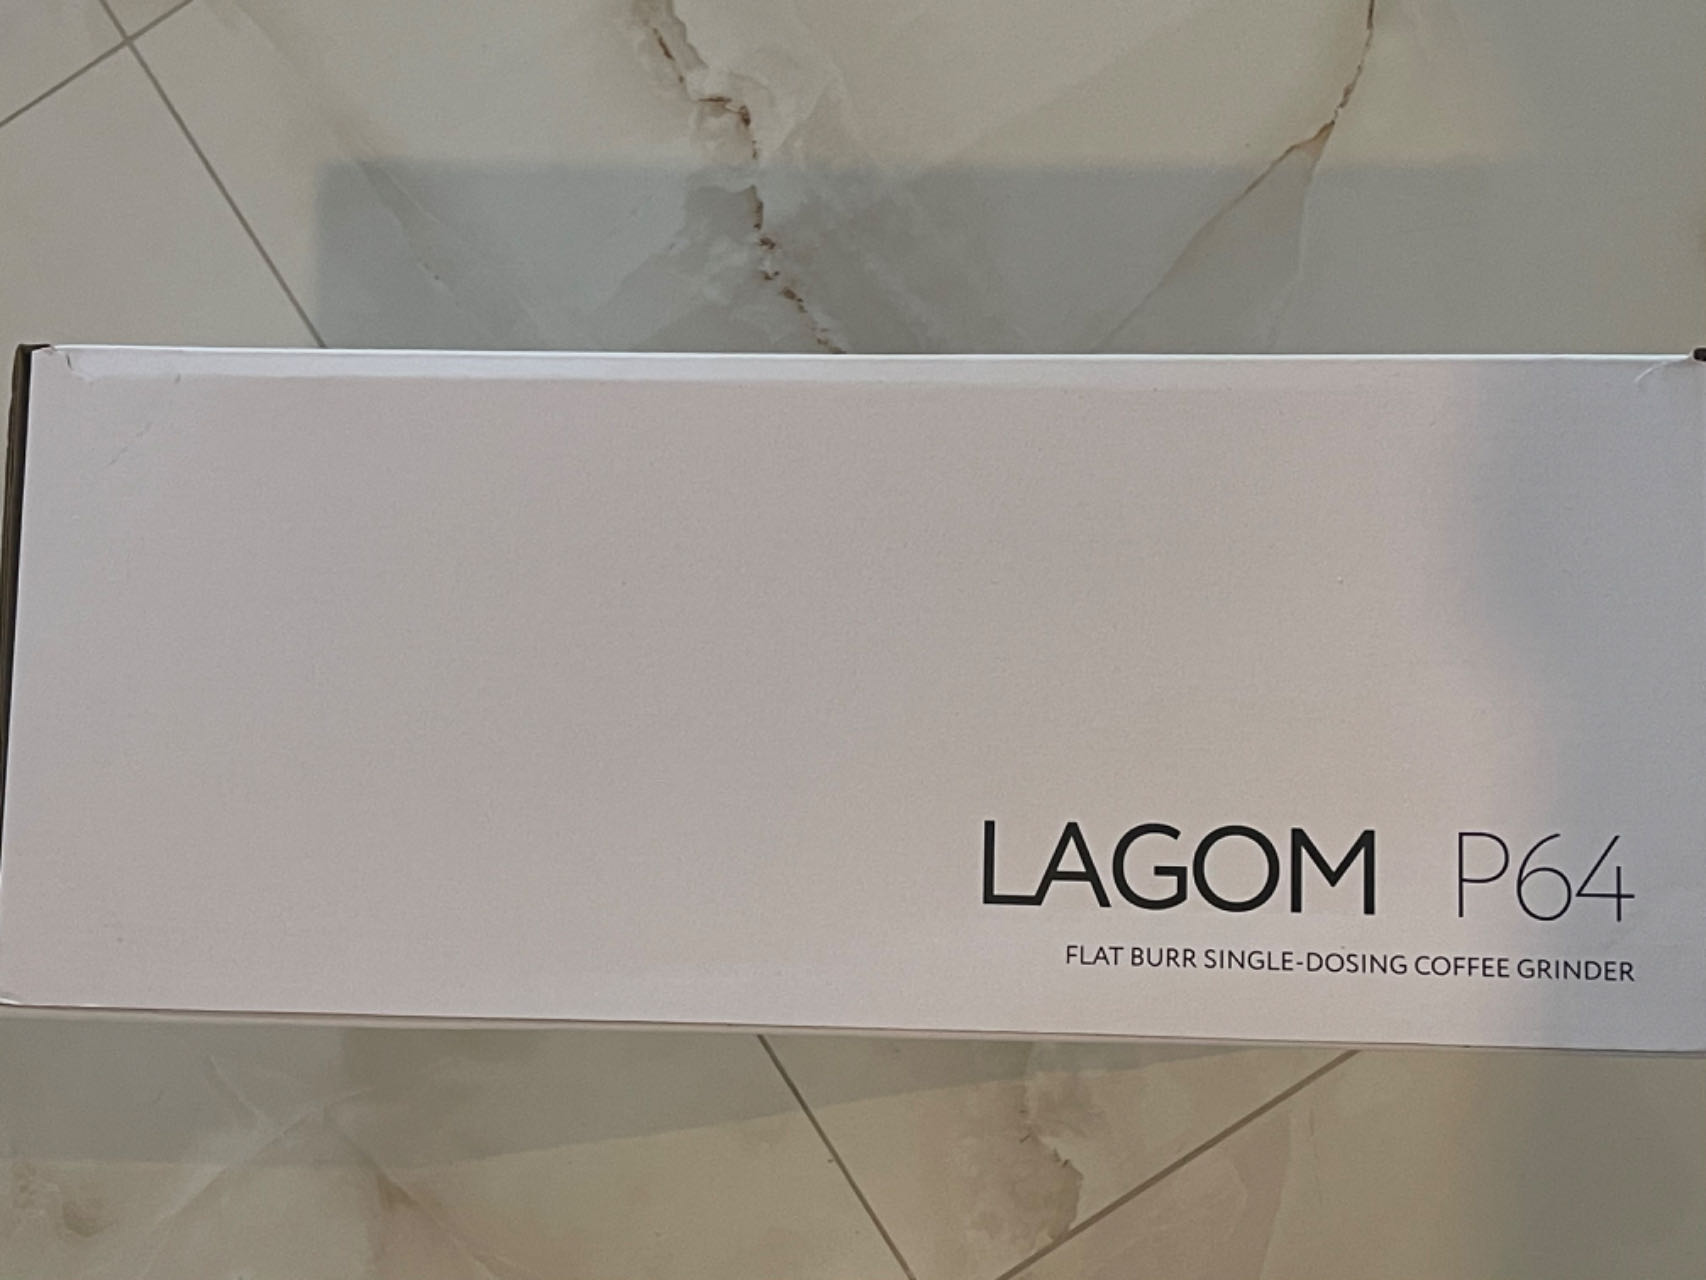 LAGOM P64
FLAT BURR SINGLE-DOSING COFFEE GRINDER